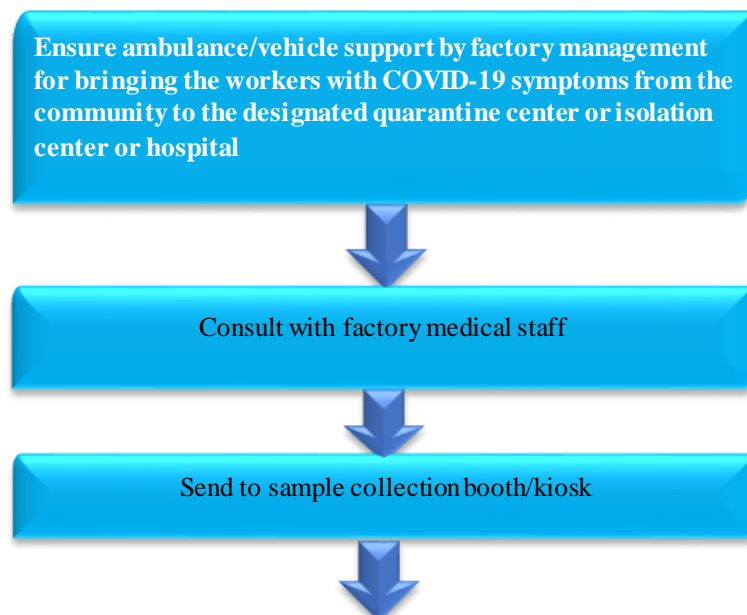 Ensure ambulance/vehicle support by factory management
for bringing the workers with COVID-19 symptoms from the
community to the designated quarantine center or isolation
center or hospital
Consult with factory medical staff
Send to sample collection booth/kiosk